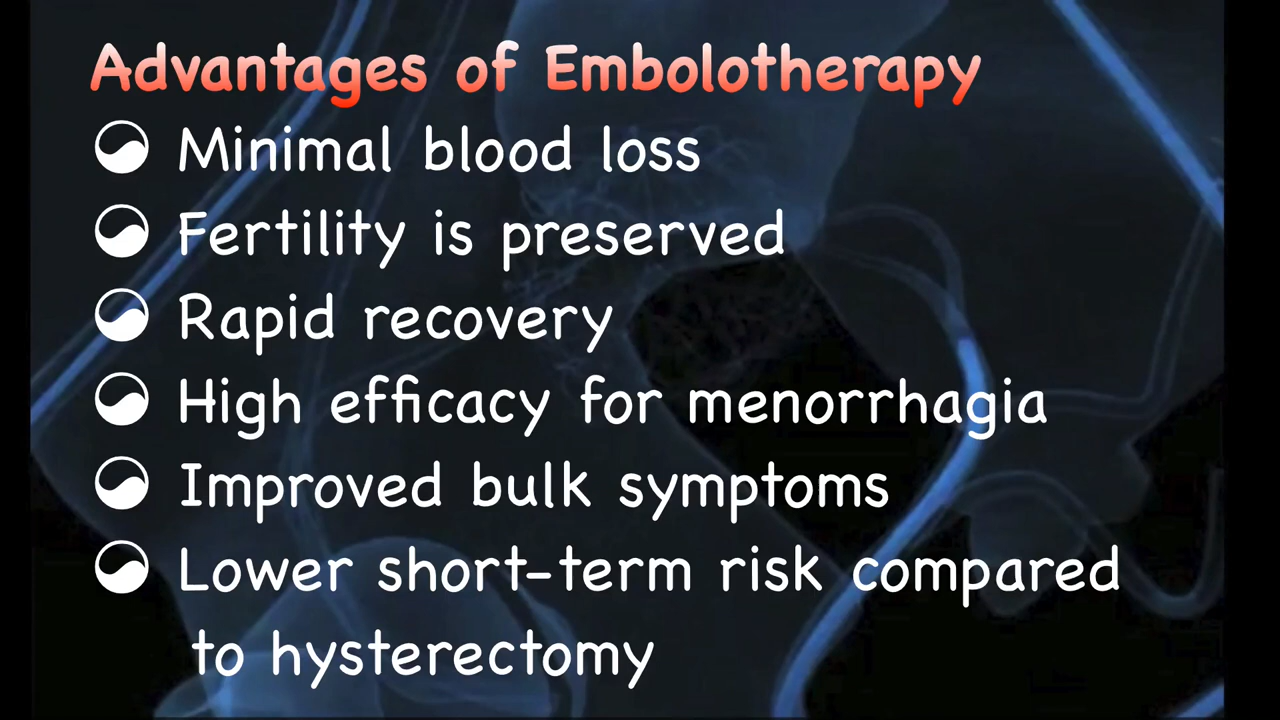 Advantages of Embolotherapy
Minimal blood loss
Fertility is preserved
Rapid recovery
High efficacy for menorrhagia
Improved bulk symptoms
Lower short-term risk compared
to hysterectomy